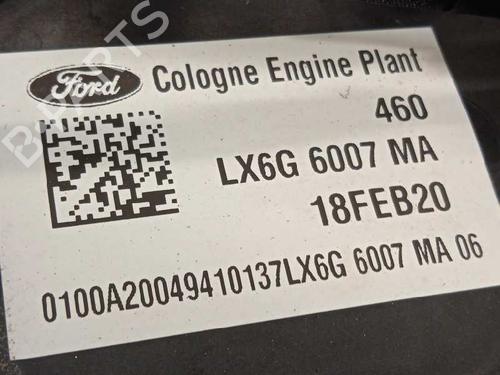 Ford
Cologne Engine Plant
460
LX6G 6007 MA
18FEB20
0100A20049410137LX6G 6007 MA 06